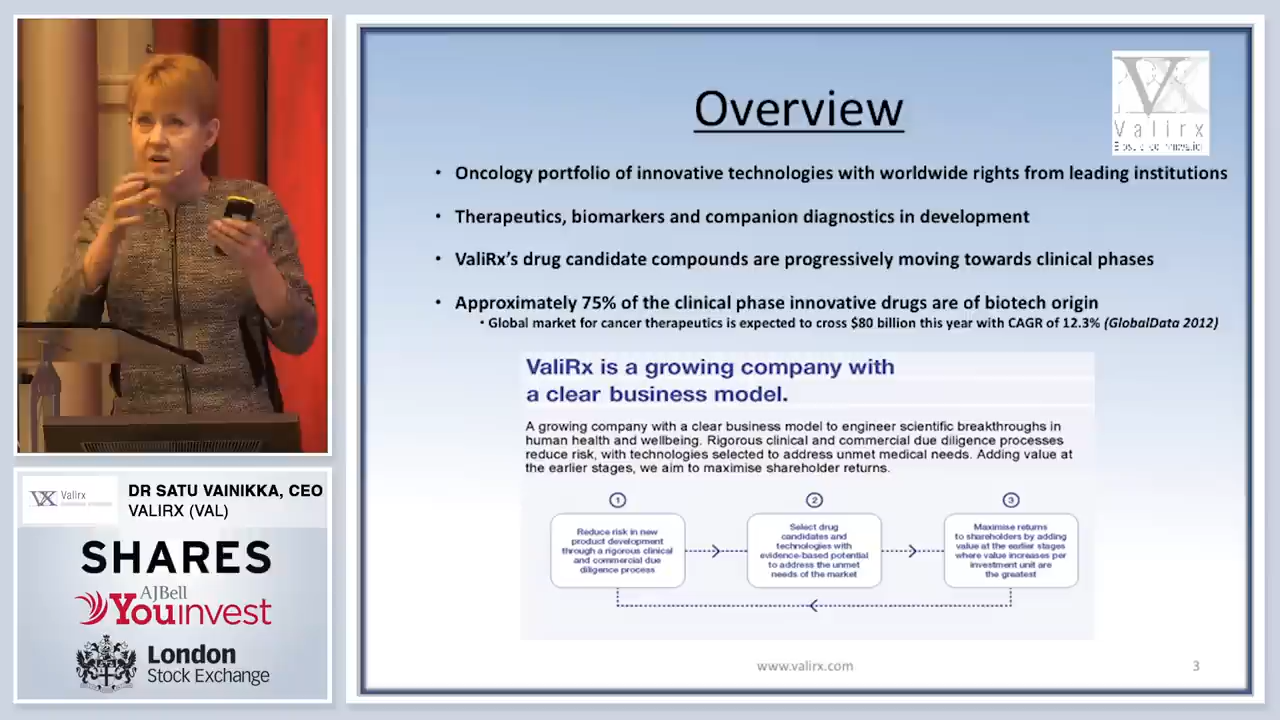 Overview
Valirx
• Oncology portfolio of innovative technologies with worldwide rights from leading institutions
• Therapeutics, biomarkers and companion diagnostics in development
• ValiRx's drug candidate compounds are progressively moving towards clinical phases
• Approximately 75% of the clinical phase innovative drugs are of biotech origin
• Global market for cancer therapeutics is expected to cross $80 billion this year with CAGR of 12.3% (GlobalData 2012)
ValiRx is a growing company with
a clear business model.
A growing company with a clear business model to engineer scientific breakthroughs in
human health and wellbeing. Rigorous clinical and commercial due diligence processes
reduce risk, with technologies selected to address unmet medical needs. Adding value at
the earlier stages, we aim to maximise shareholder returns.
1
Reduce risk in new
product development
through a rigorous clinical
and commercial due
diligence process
2
Select drug
candidates and
technologies with
evidence-based potential
to address the unmet
needs of the market
3
Maximise returns
to shareholders by adding
value at the earlier stages
where value increases per
investment unit are
the greatest
www.valirx.com
3
VX Valirx
DR SATU VAINIKKA, CEO
VALIRX (VAL)
SHARES
AJBell
Youinvest
London
Stock Exchange